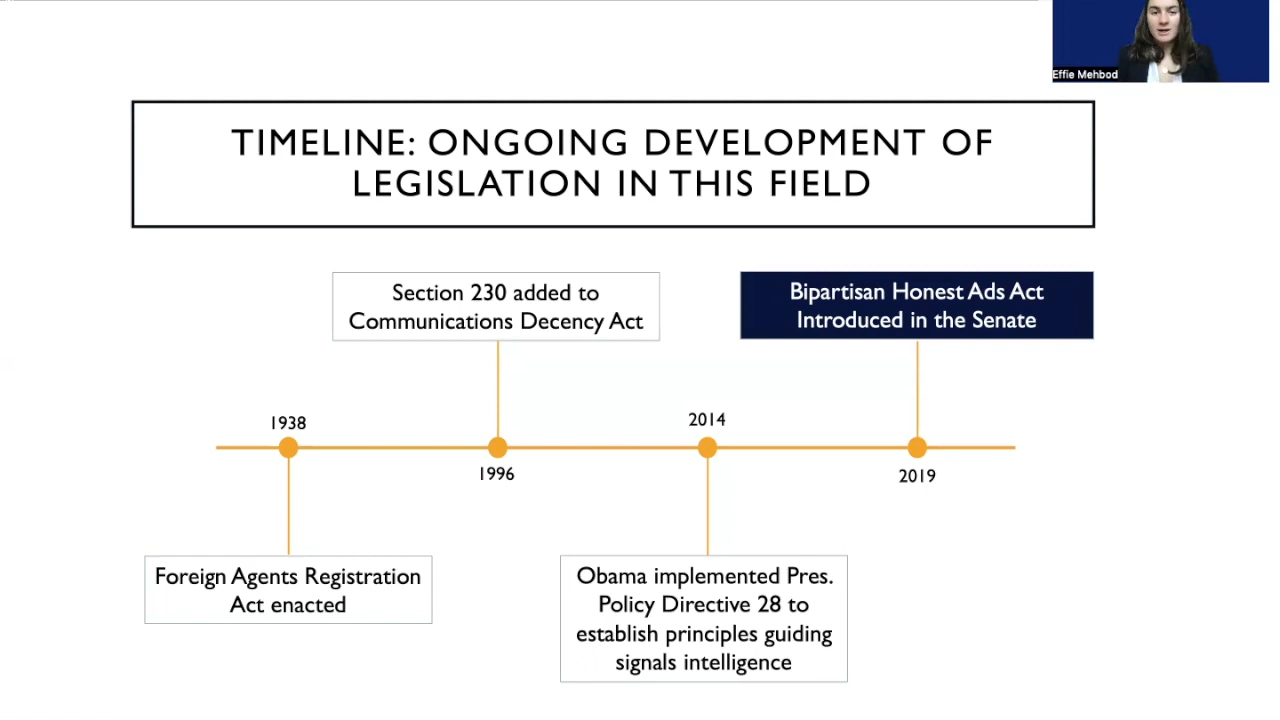 Effie Mehbod
TIMELINE: ONGOING DEVELOPMENT OF
LEGISLATION IN THIS FIELD
Section 230 added to
Communications Decency Act
Bipartisan Honest Ads Act
Introduced in the Senate
1938
1996
2014
2019
Foreign Agents Registration
Act enacted
Obama implemented Pres.
Policy Directive 28 to
establish principles guiding
signals intelligence